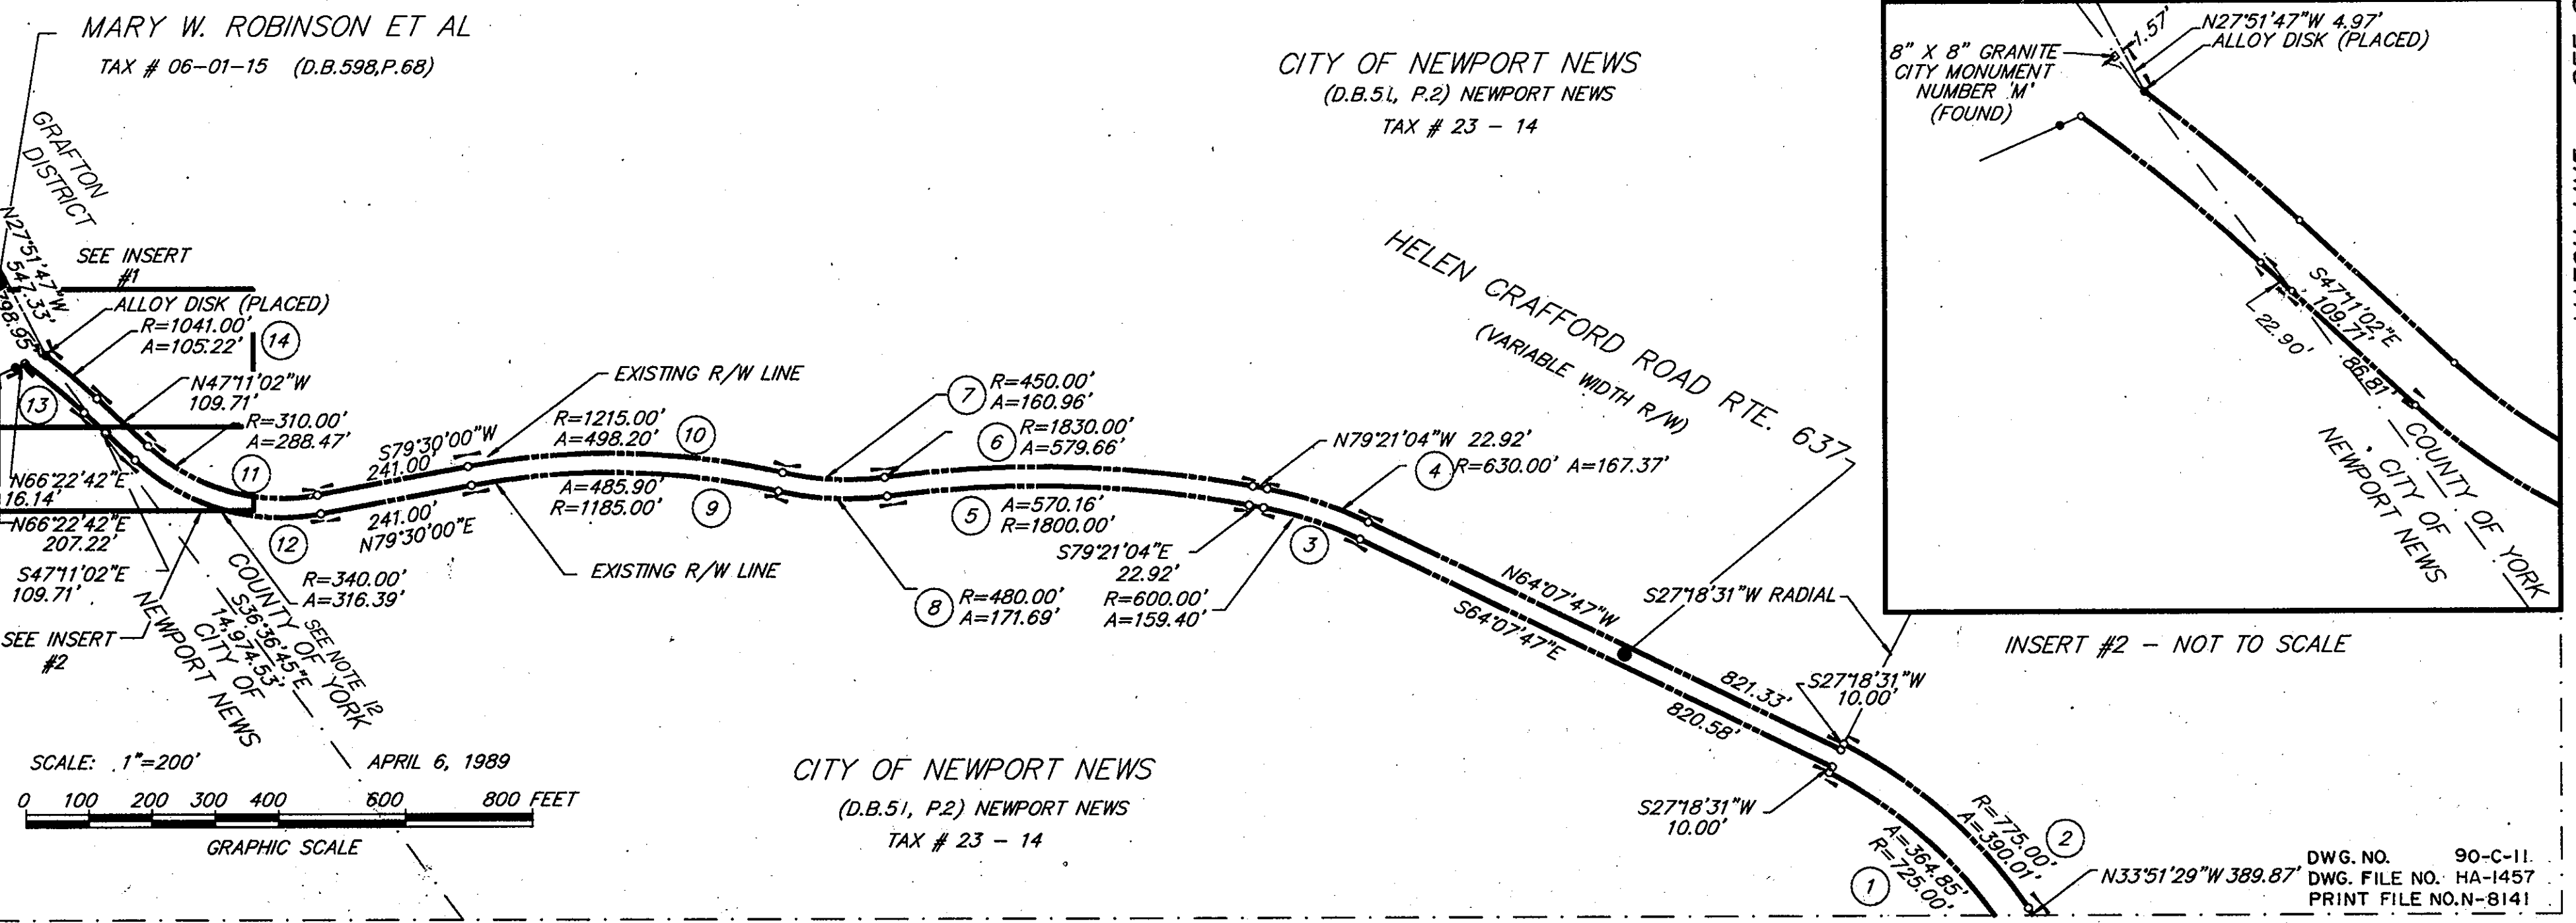 MARY W. ROBINSON ET AL
TAX # 06-01-15 (D.B.598,P.68)
CITY OF NEWPORT NEWS
(D.B.51, P.2) NEWPORT NEWS
TAX # 23 - 14
GRAFTON
DISTRICT
N27°51'47"W
547.33'
798.95'
SEE INSERT
#1
ALLOY DISK (PLACED)
R=1041.00'
A=105.22'
14
N47°11'02"W
109.71'
13
R=310.00'
A=288.47'
11
N66°22'42"E
16.14'
N66°22'42"E
207.22'
S47°11'02"E
109.71'
SEE INSERT
#2
12
R=340.00'
A=316.39'
SEE NOTE 12
COUNTY OF YORK
S36°36'45"E
14,974.53'
CITY OF
NEWPORT NEWS
S79°30'00"W
241.00'
241.00'
N79°30'00"E
EXISTING R/W LINE
R=1215.00'
A=498.20'
10
A=485.90'
R=1185.00'
9
EXISTING R/W LINE
7
R=450.00'
A=160.96'
6
R=1830.00'
A=579.66'
5
A=570.16'
R=1800.00'
8
R=480.00'
A=171.69'
S79°21'04"E
22.92'
R=600.00'
A=159.40'
3
N79°21'04"W 22.92'
4
R=630.00' A=167.37'
HELEN CRAFFORD ROAD RTE. 637
(VARIABLE WIDTH R/W)
N64°07'47"W
S64°07'47"E
821.33'
820.58'
S27°18'31"W RADIAL
S27°18'31"W
10.00'
S27°18'31"W
10.00'
R=775.00'
A=390.01'
2
A=364.85'
R=725.00'
1
N33°51'29"W 389.87'
CITY OF NEWPORT NEWS
(D.B.51, P.2) NEWPORT NEWS
TAX # 23 - 14
SCALE: 1"=200'
APRIL 6, 1989
0 100 200 300 400 600 800 FEET
GRAPHIC SCALE
1.57'
N27°51'47"W 4.97'
ALLOY DISK (PLACED)
8" X 8" GRANITE
CITY MONUMENT
NUMBER 'M'
(FOUND)
S47°11'02"E
109.71'
22.90'
86.81'
COUNTY OF YORK
CITY OF
NEWPORT NEWS
INSERT #2 - NOT TO SCALE
DWG. NO. 90-C-11
DWG. FILE NO. HA-1457
PRINT FILE NO. N-8141